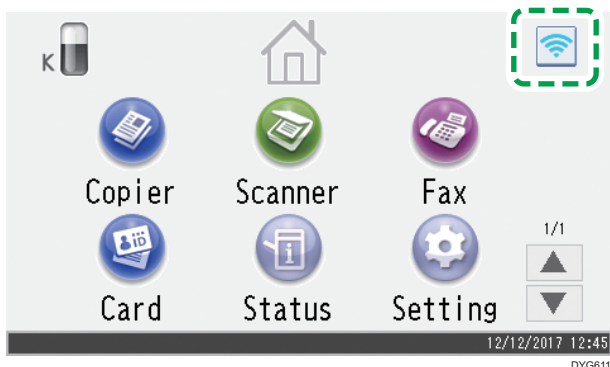 K
Copier Scanner Fax
1/1
Card Status Setting
12/12/2017 12:45
DYG611